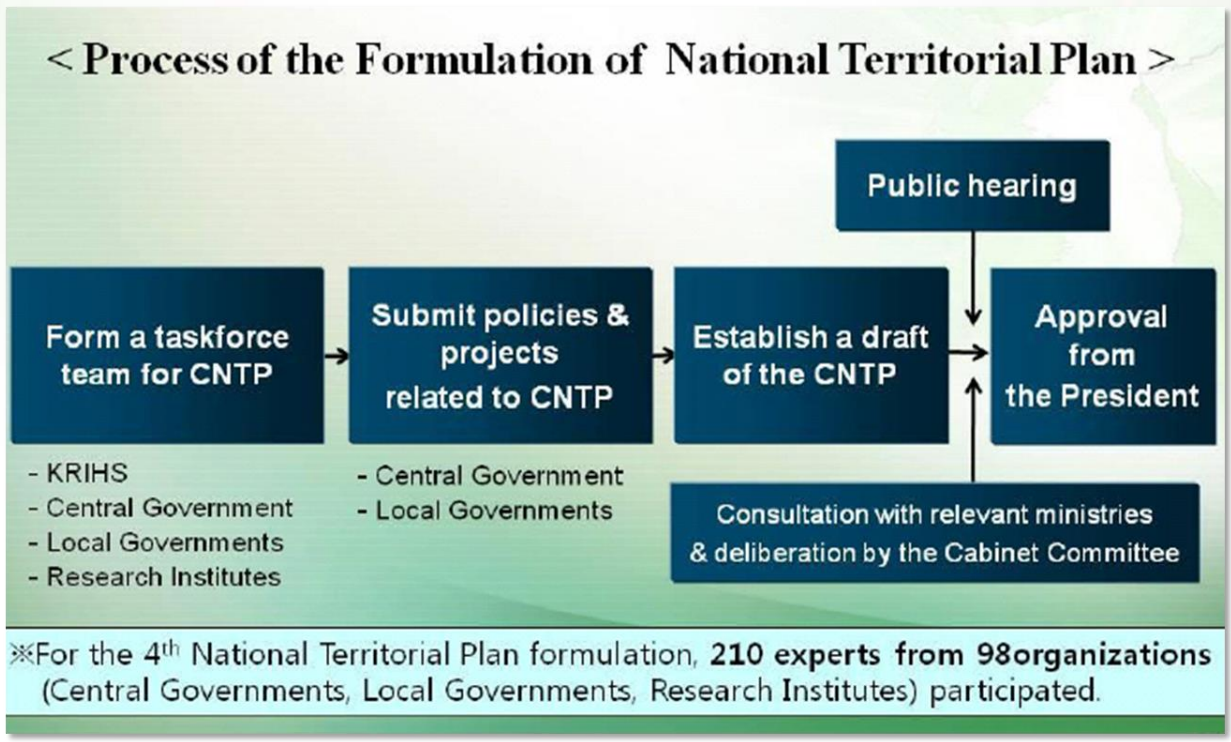 < Process of the Formulation of National Territorial Plan >
Public hearing
Form a taskforce
team for CNTP
Submit policies &
projects
related to CNTP
Establish a draft
of the CNTP
Approval
from
the President
- KRIHS
- Central Government
- Local Governments
- Research Institutes
- Central Government
- Local Governments
Consultation with relevant ministries
& deliberation by the Cabinet Committee
※For the 4th National Territorial Plan formulation, 210 experts from 98organizations
(Central Governments, Local Governments, Research Institutes) participated.